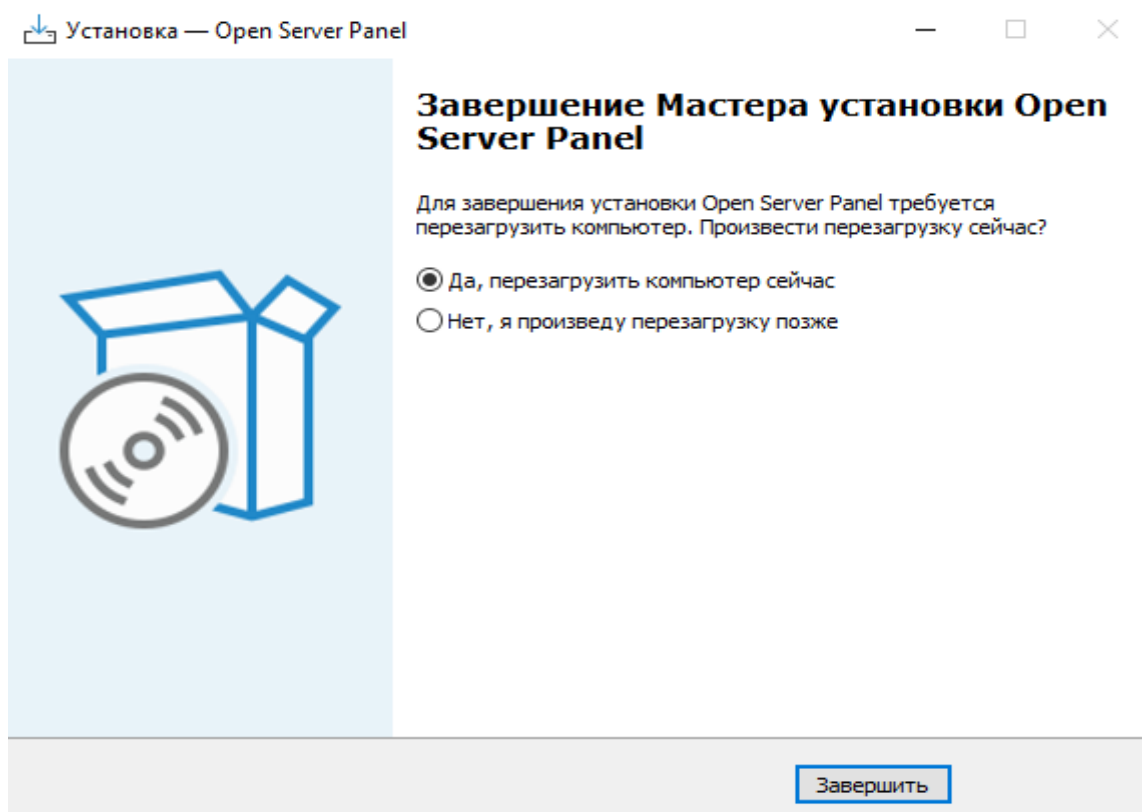 Установка — Open Server Panel
Завершение Мастера установки Open
Server Panel
Для завершения установки Open Server Panel требуется
перезагрузить компьютер. Произвести перезагрузку сейчас?
Да, перезагрузить компьютер сейчас
Нет, я произведу перезагрузку позже
Завершить